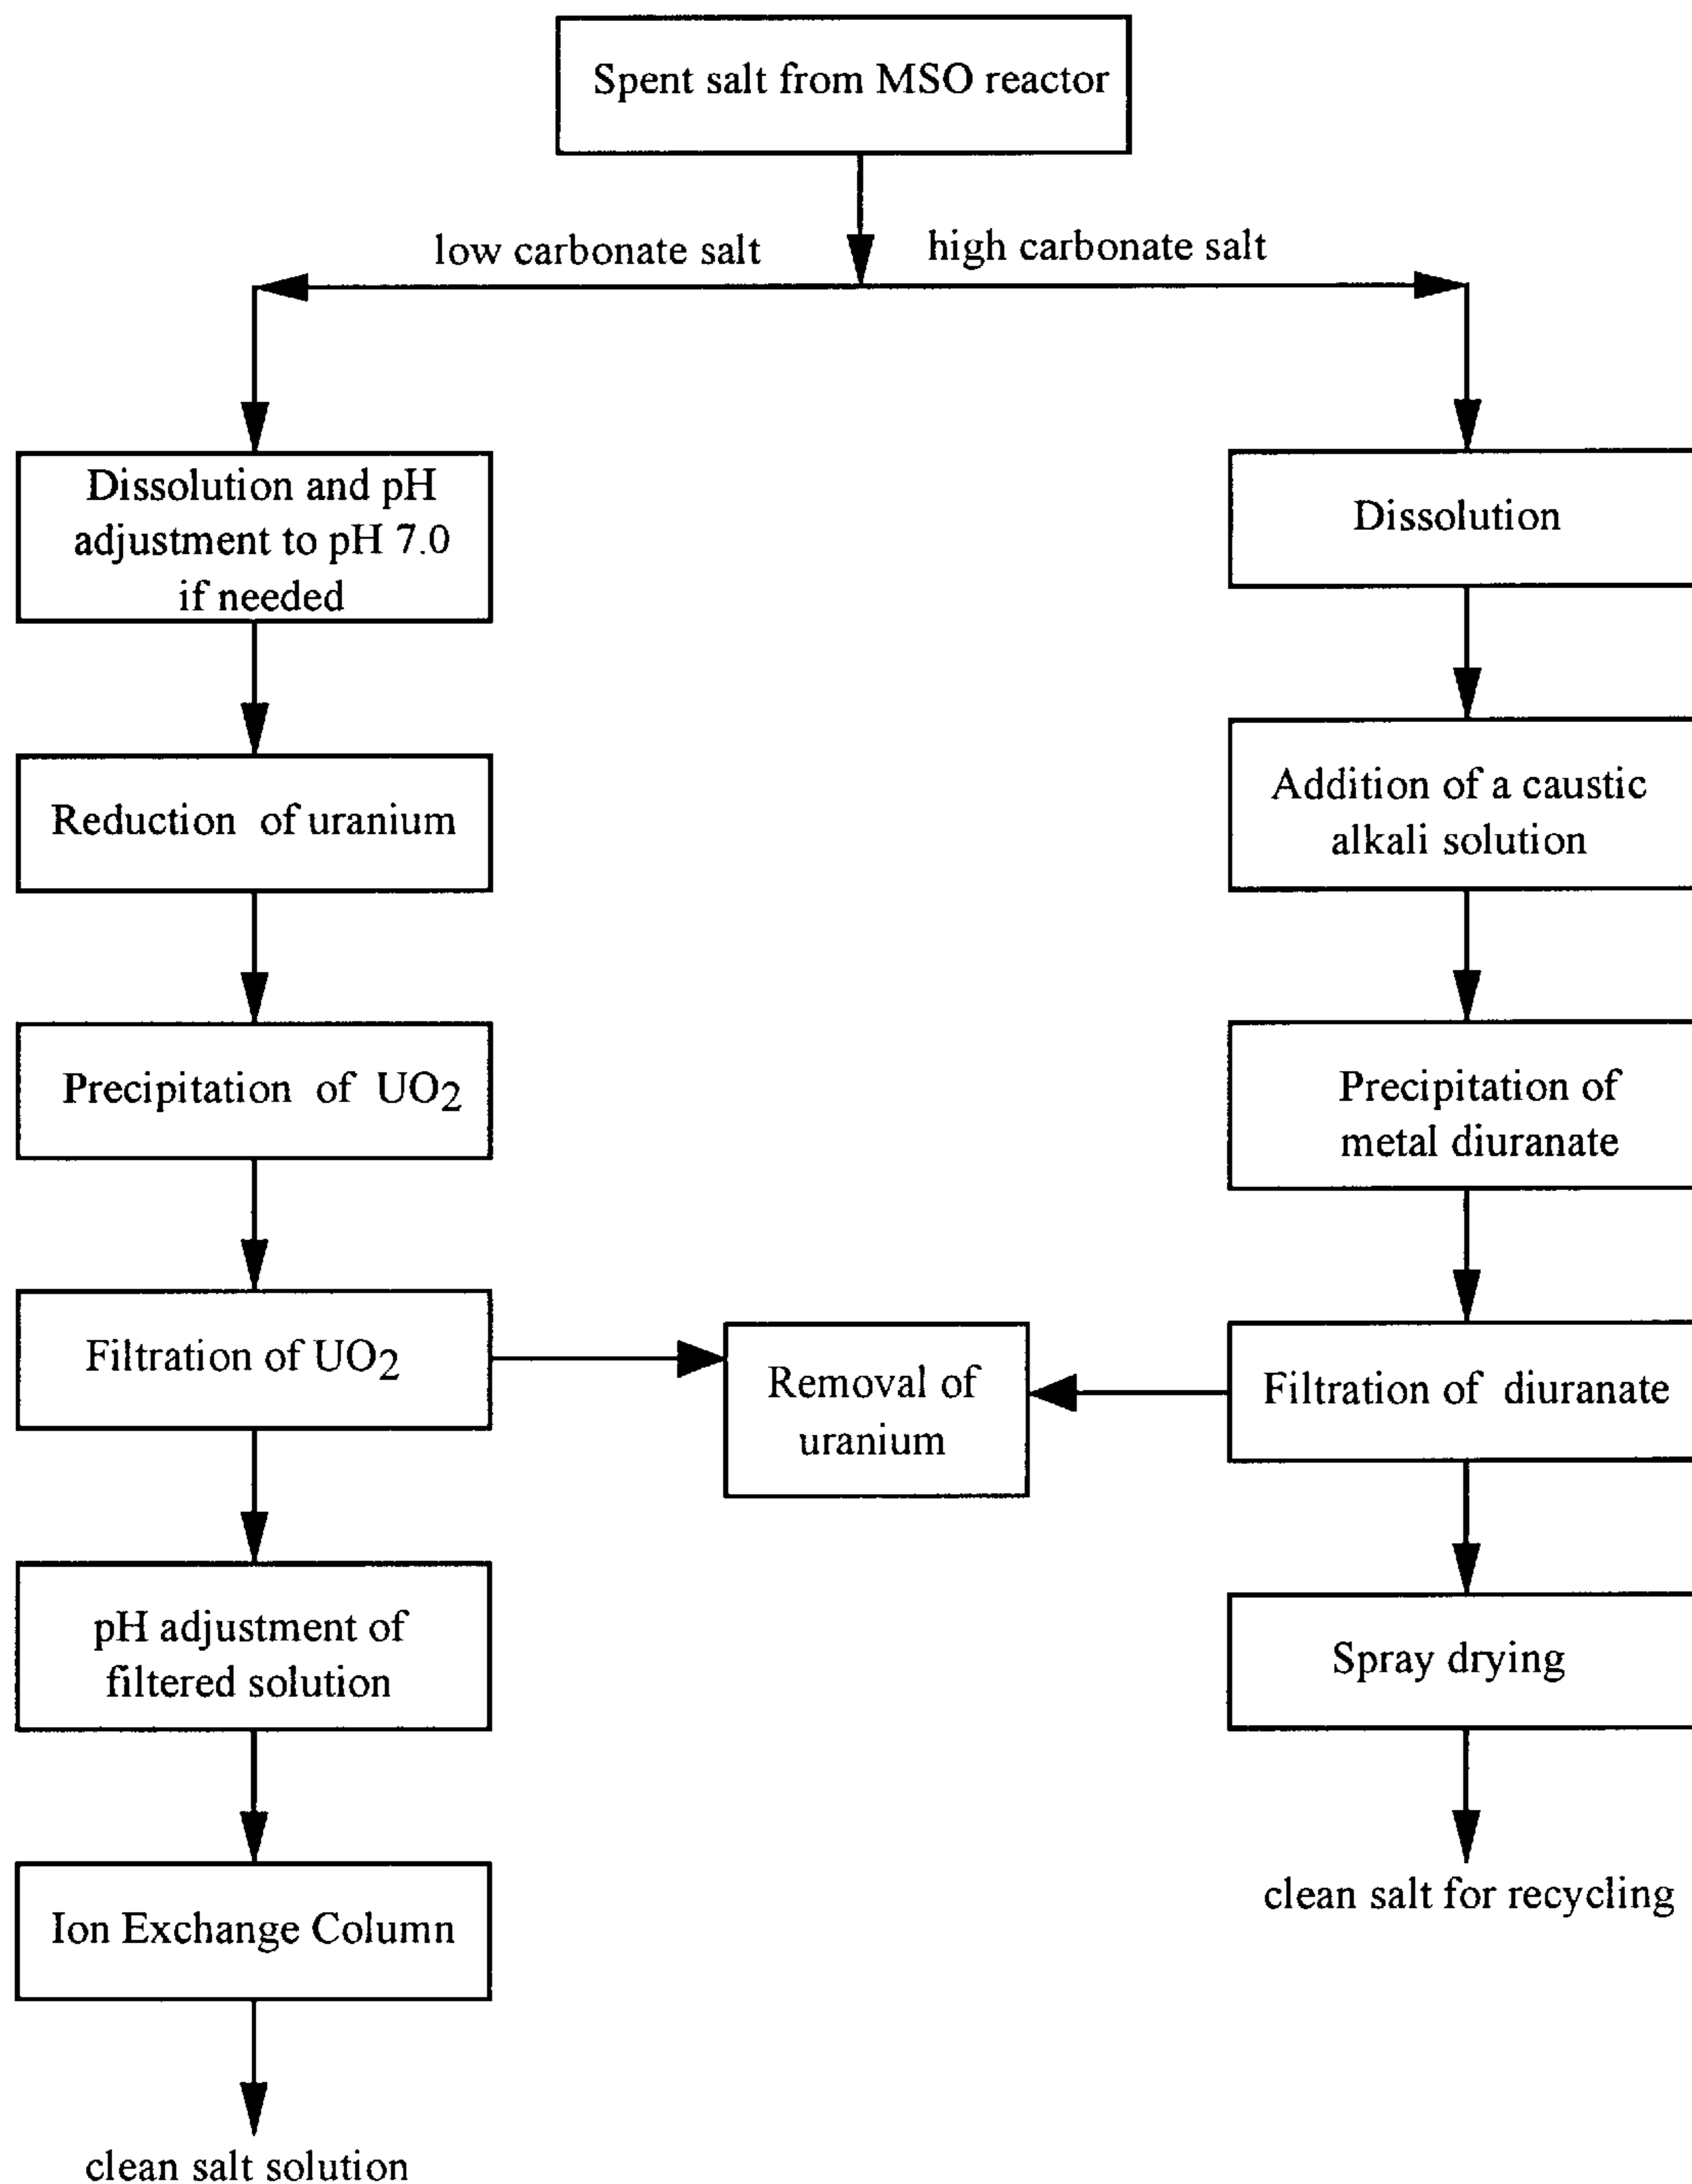 Spent salt from MSO reactor
low carbonate salt
high carbonate salt
Dissolution and pH
adjustment to pH 7.0
if needed
Reduction of uranium
Precipitation of UO2
Filtration of UO2
pH adjustment of
filtered solution
Ion Exchange Column
clean salt solution
Removal of
uranium
Dissolution
Addition of a caustic
alkali solution
Precipitation of
metal diuranate
Filtration of diuranate
Spray drying
clean salt for recycling